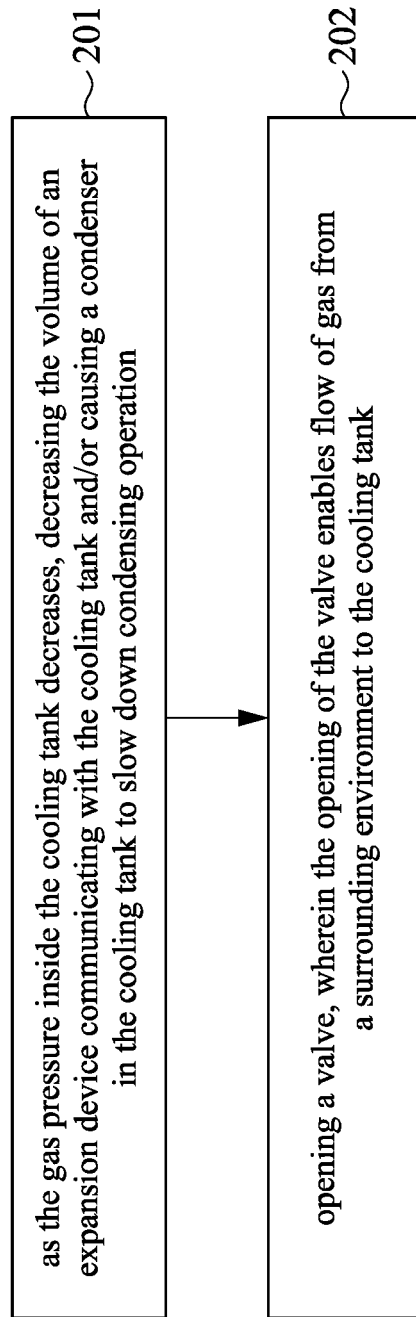 as the gas pressure inside the cooling tank decreases, decreasing the volume of an
expansion device communicating with the cooling tank and/or causing a condenser
in the cooling tank to slow down condensing operation
201
opening a valve, wherein the opening of the valve enables flow of gas from
a surrounding environment to the cooling tank
202